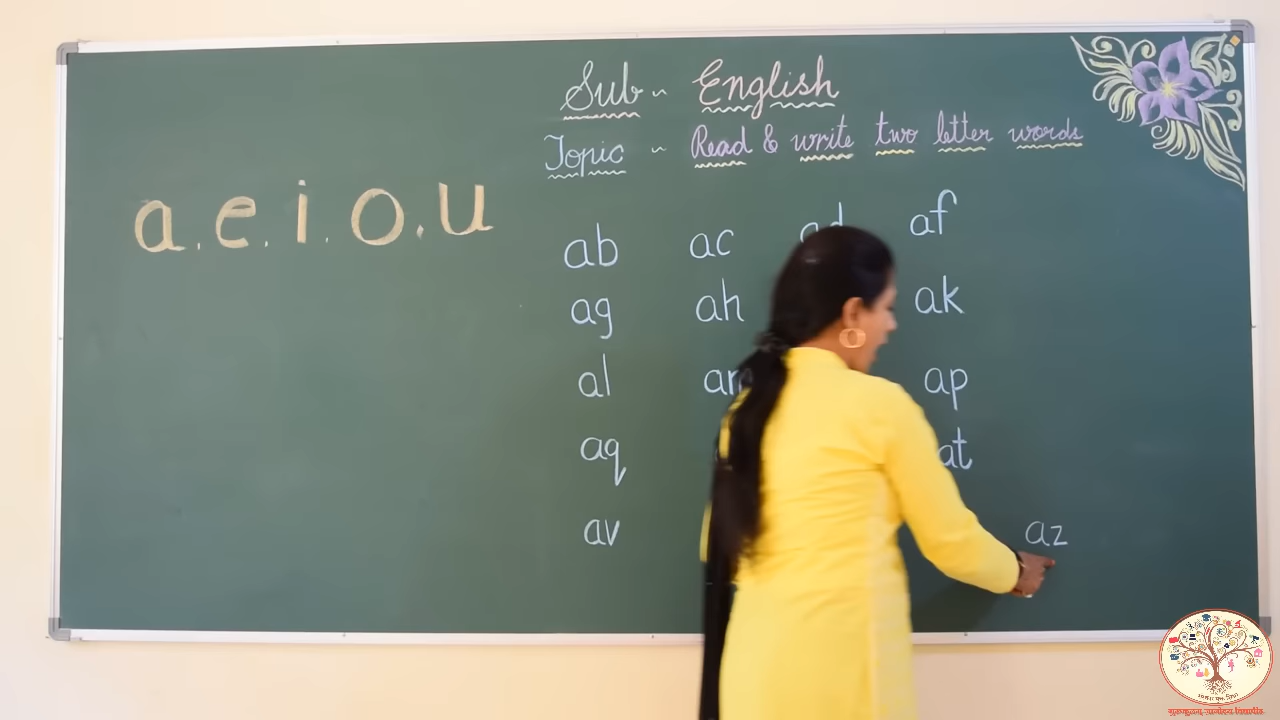 Sub ~ English
Topic ~ Read & write two letter words
a. e. i. o. u
ab ac ad af
ag ah ak
al ap
aq at
av az